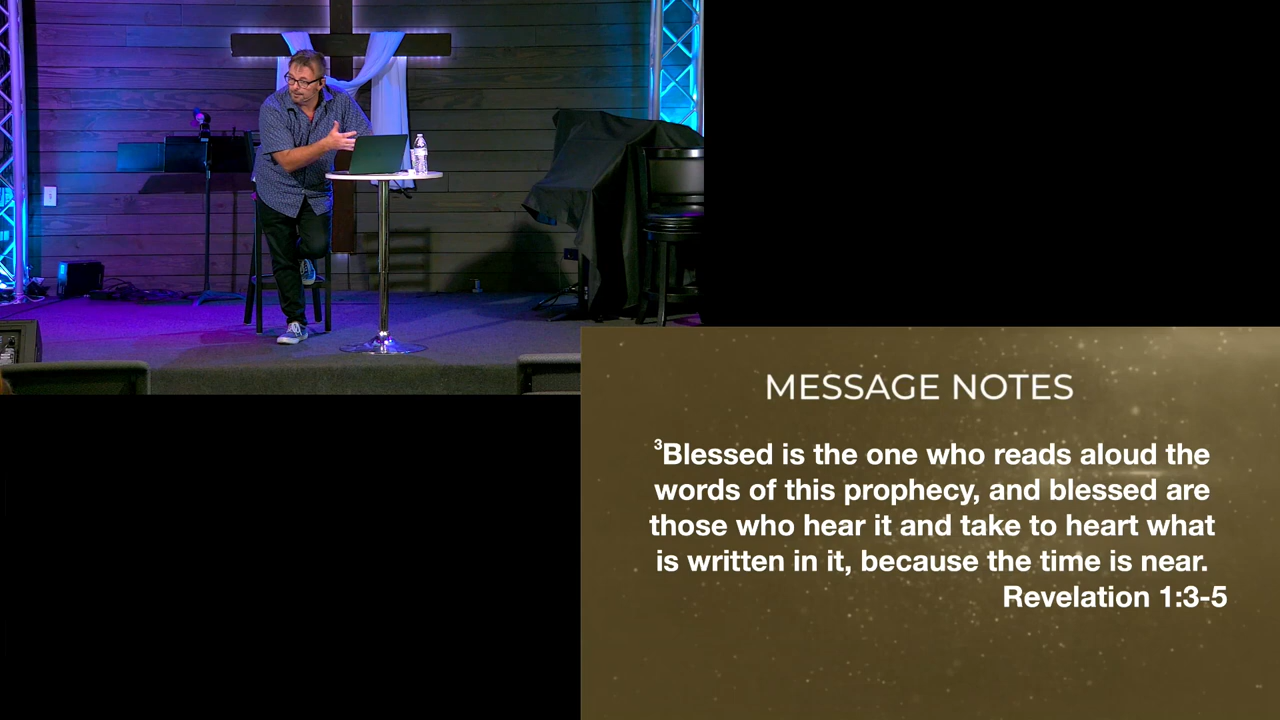 MESSAGE NOTES
³Blessed is the one who reads aloud the
words of this prophecy, and blessed are
those who hear it and take to heart what
is written in it, because the time is near.
Revelation 1:3-5